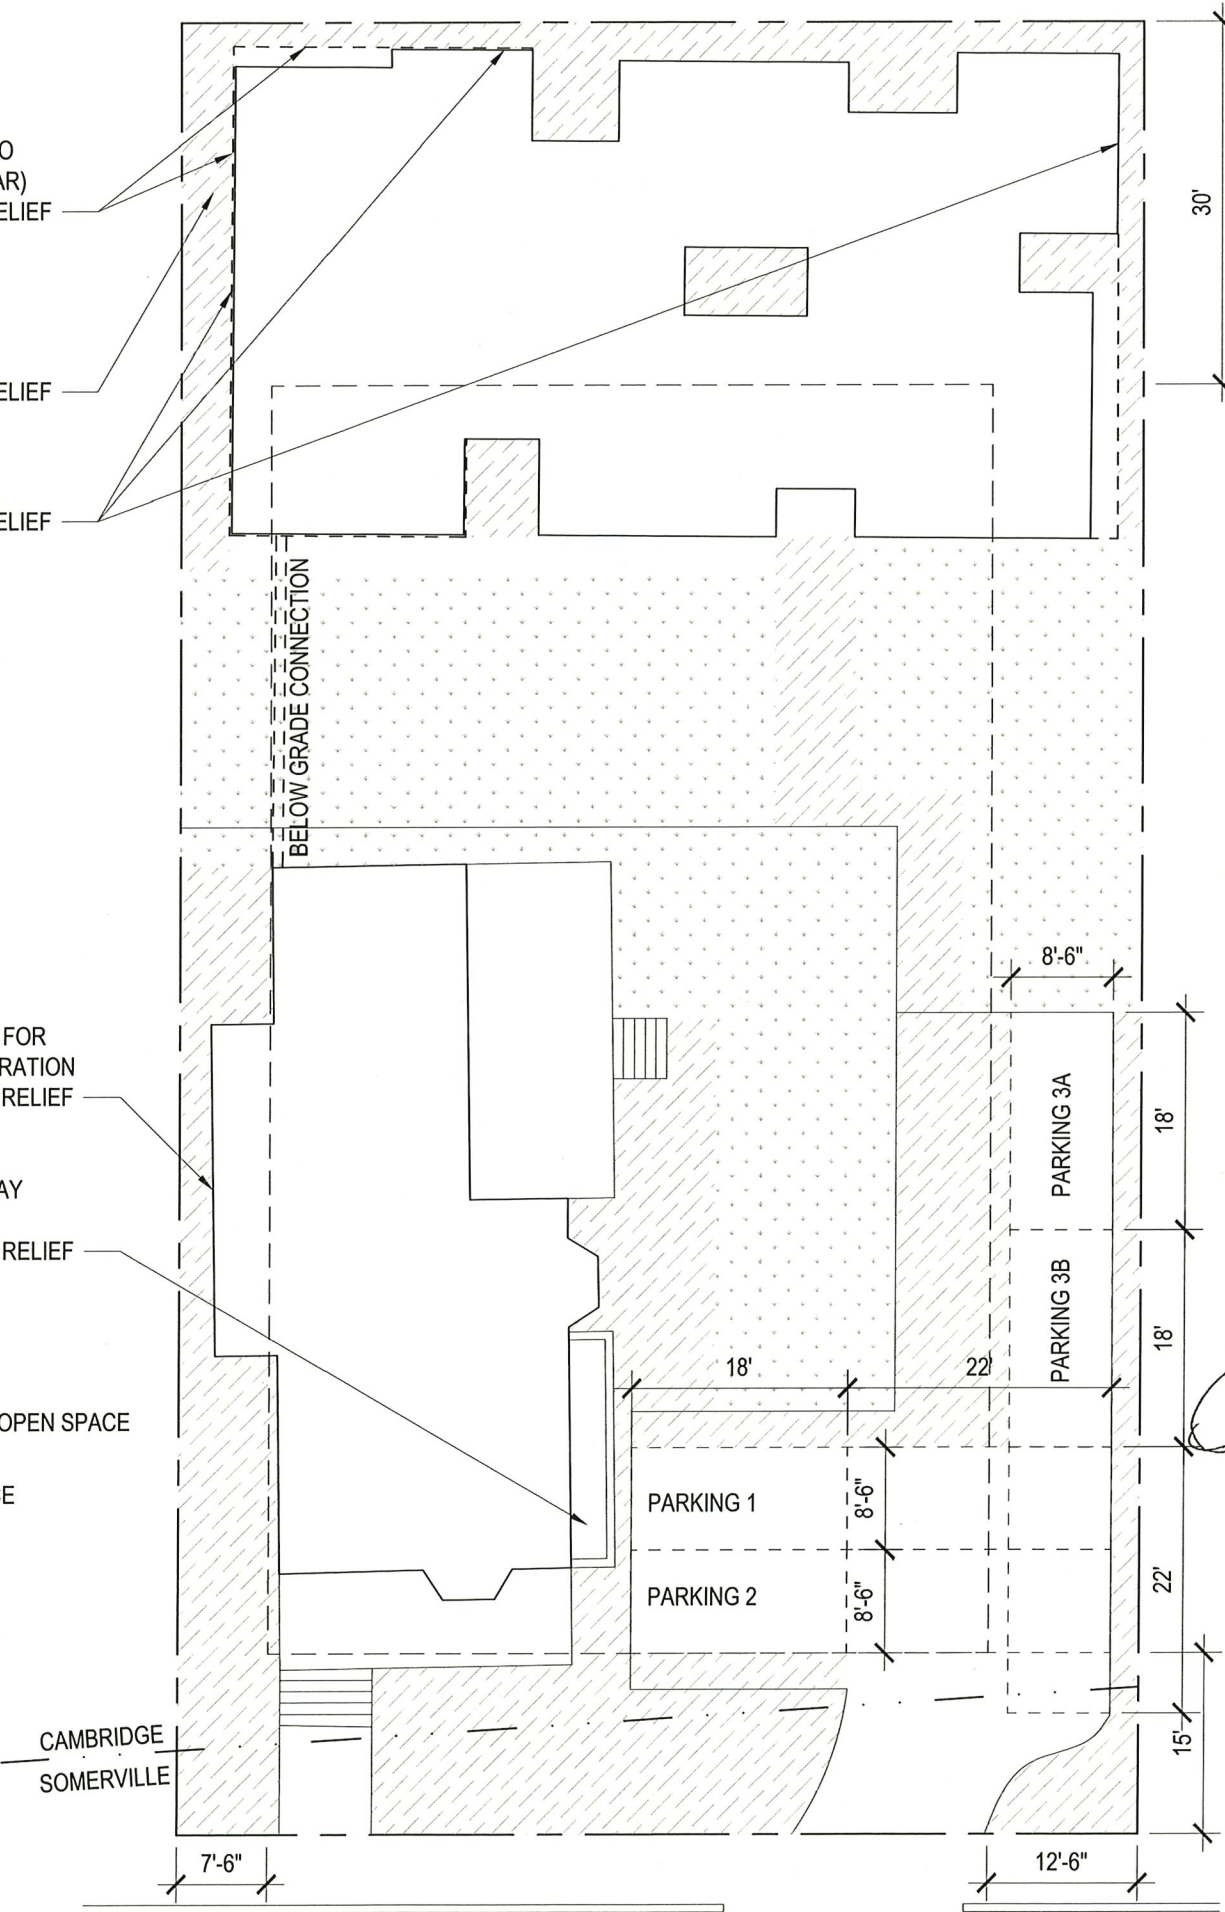 ELIEF
30'
ELIEF
ELIEF
BELOW GRADE CONNECTION
8'-6"
FOR
RATION
RELIEF
PARKING 3A
18'
AY
RELIEF
PARKING 3B
18'
18'
22'
OPEN SPACE
CE
PARKING 1
8'-6"
PARKING 2
8'-6"
22'
15'
CAMBRIDGE
SOMERVILLE
7'-6"
12'-6"